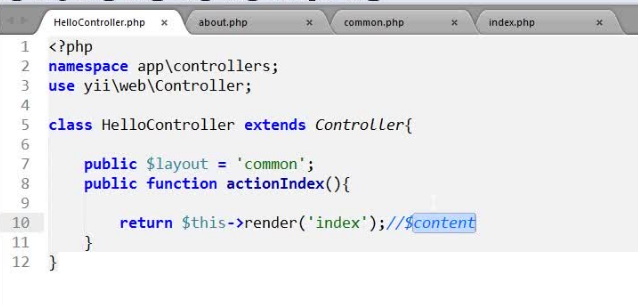 HelloController.php × about.php × common.php × index.php ×
1 <?php
2 namespace app\controllers;
3 use yii\web\Controller;
4
5 class HelloController extends Controller{
6
7 public $layout = 'common';
8 public function actionIndex(){
9
10 return $this->render('index');//$content
11 }
12 }